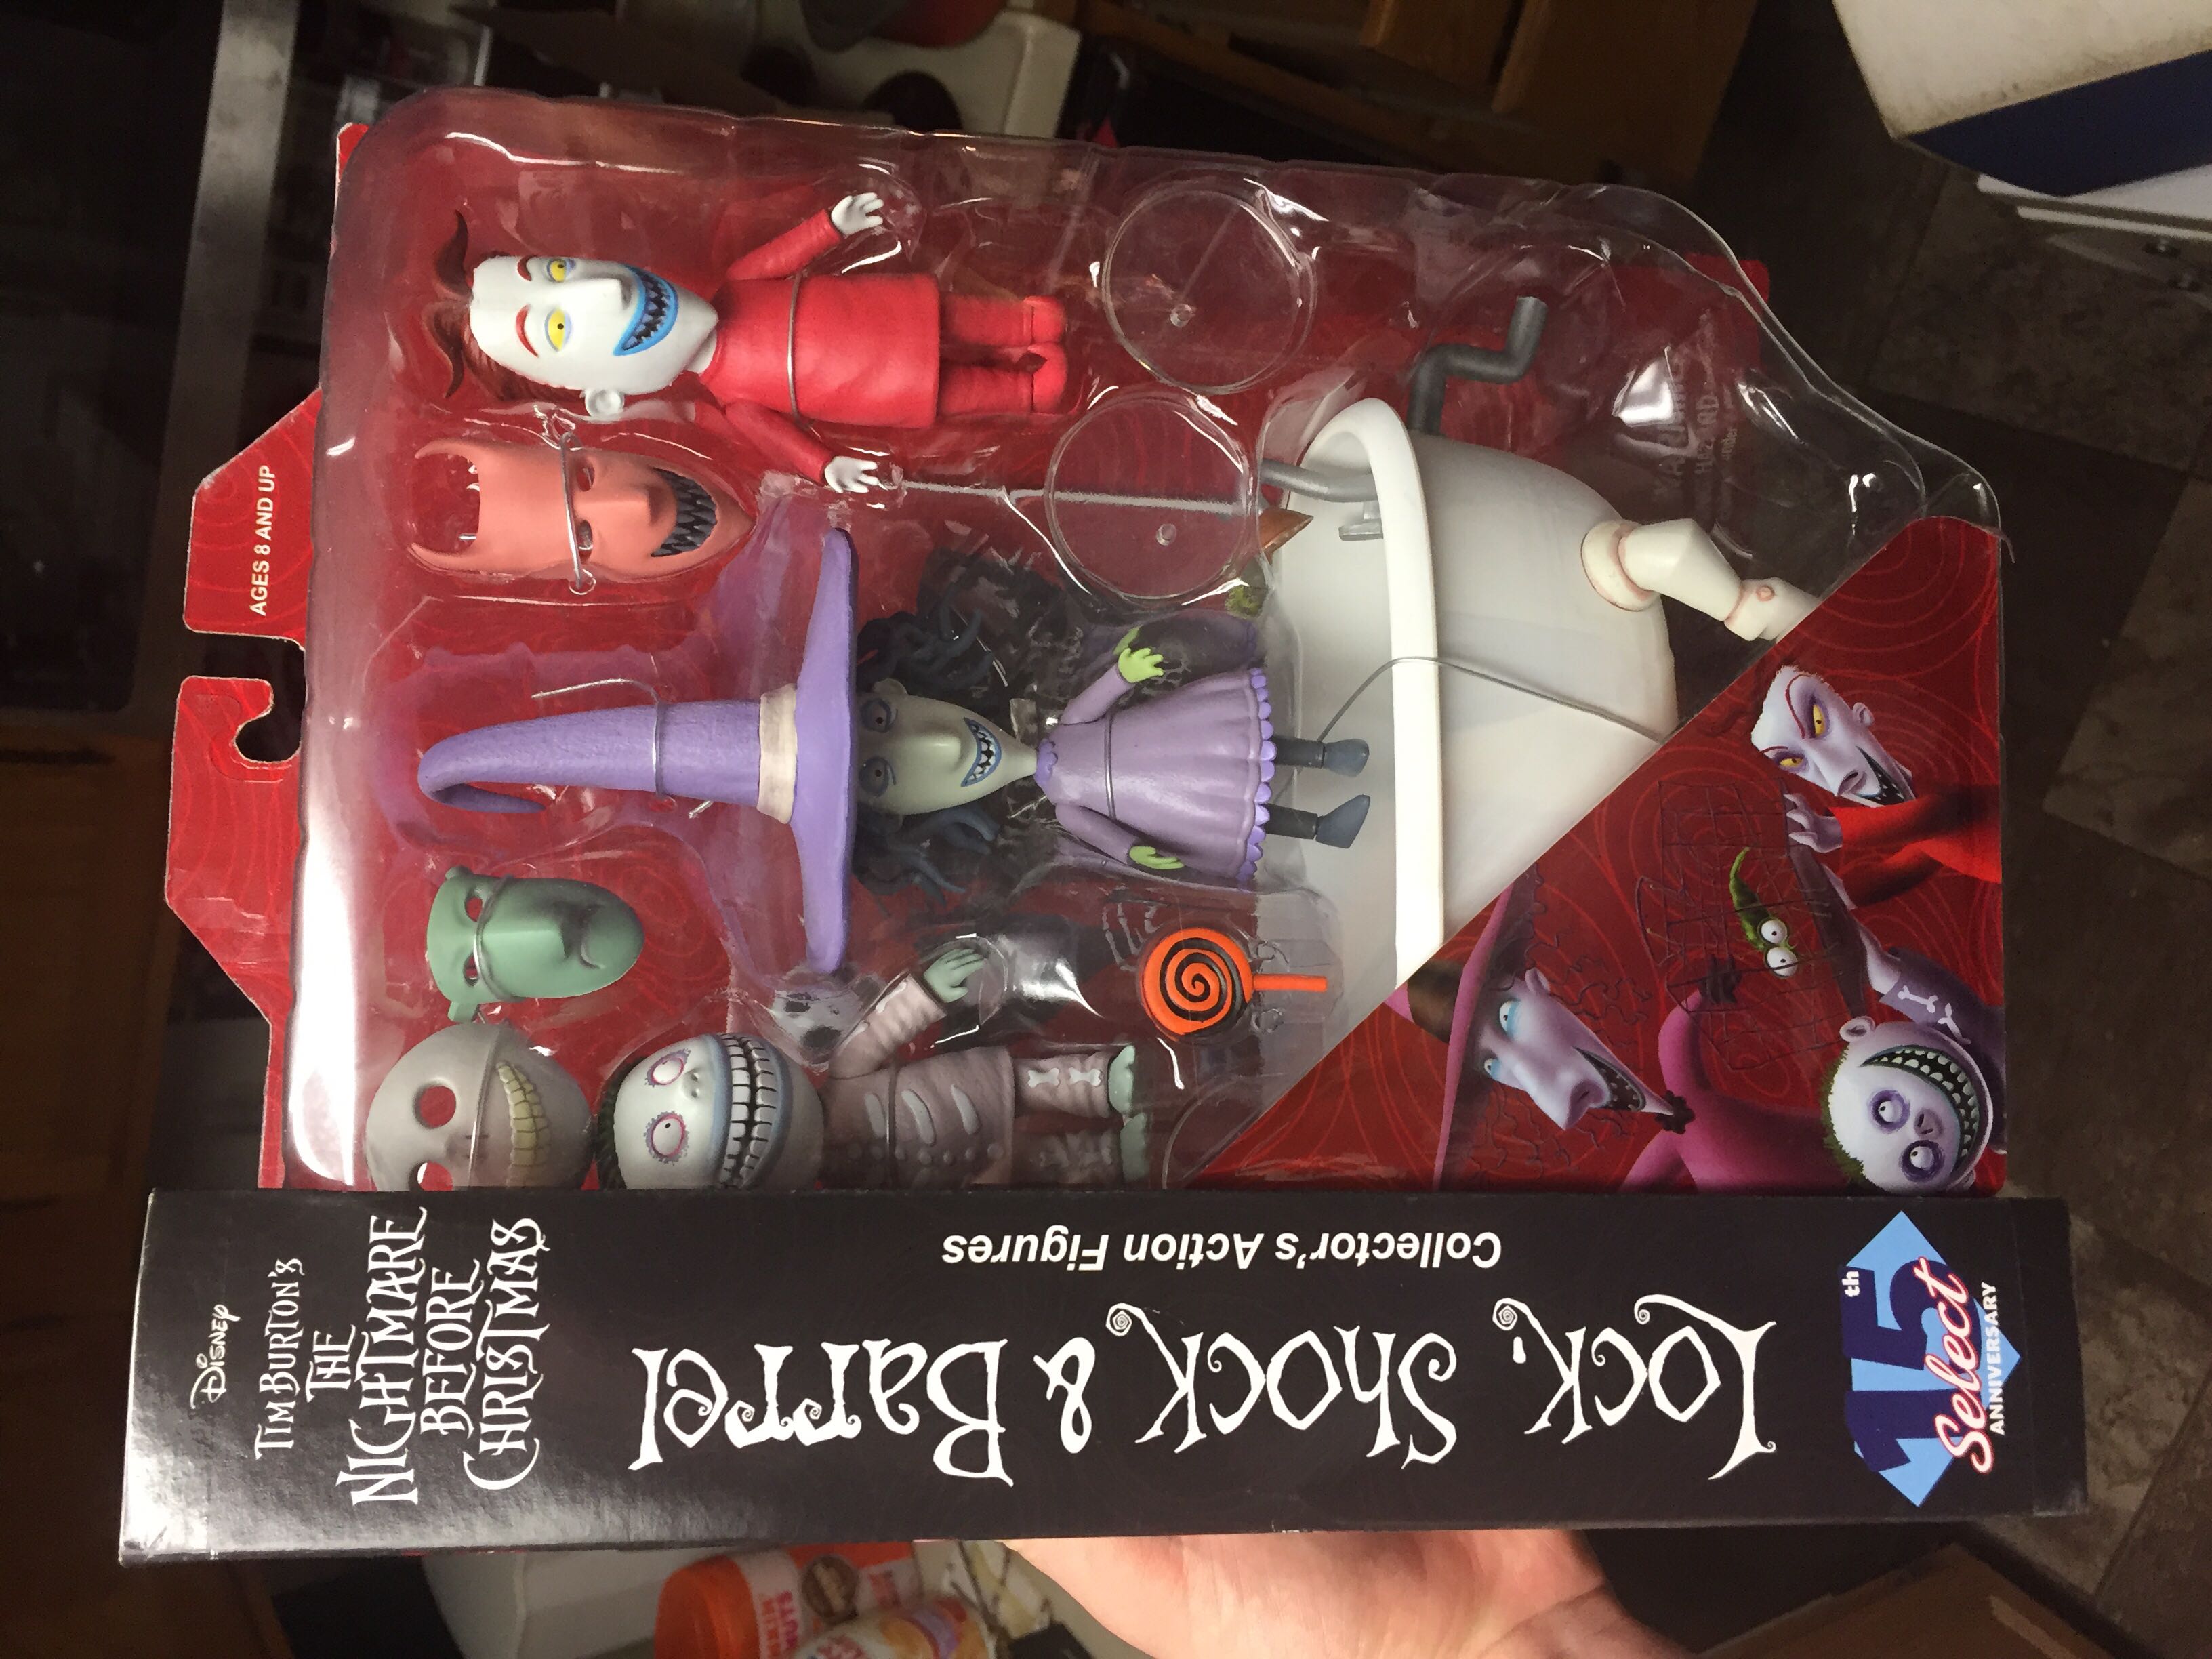 AGES 8 AND UP
Disney
TIM BURTON'S
THE
NIGHTMARE
BEFORE
CHRISTMAS
Lock, Shock, & Barrel
Collector's Action Figures
15th
Select
ANNIVERSARY